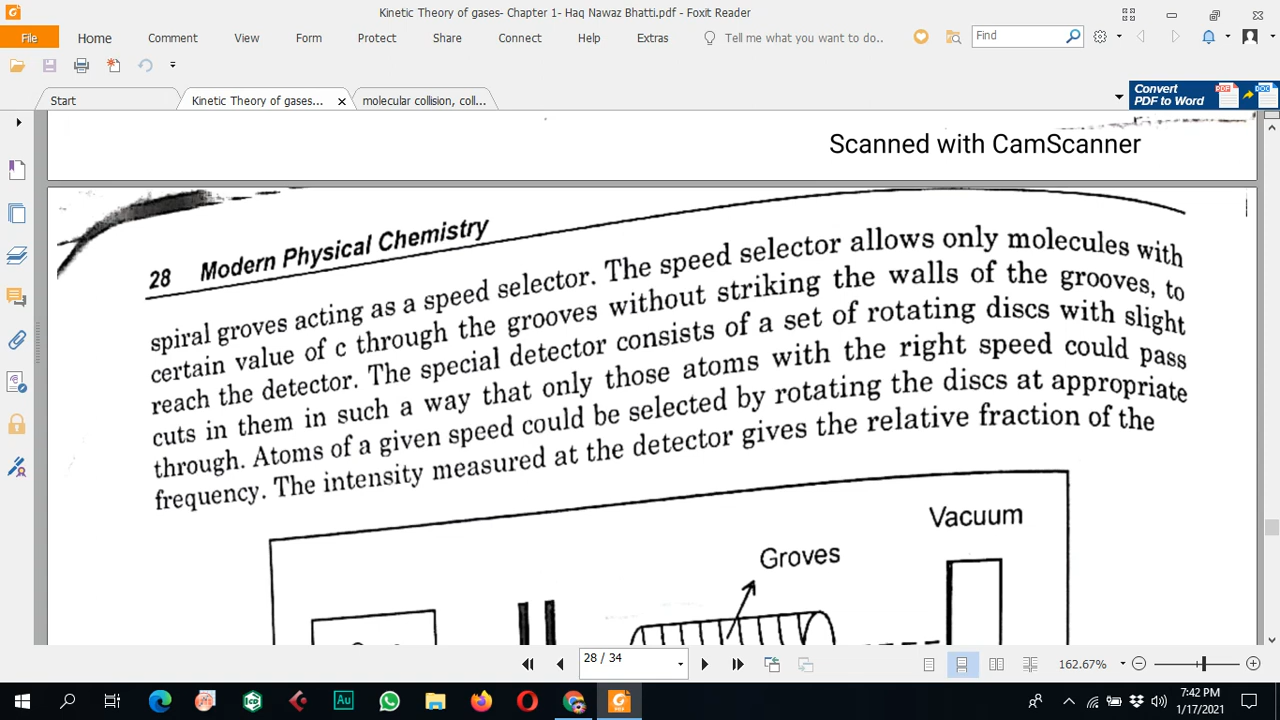 Kinetic Theory of gases- Chapter 1- Haq Nawaz Bhatti.pdf - Foxit Reader
File Home Comment View Form Protect Share Connect Help Extras Tell me what you want to do.. Find
Start Kinetic Theory of gases... molecular collision, coll... Convert
PDF to Word
Scanned with CamScanner
28 Modern Physical Chemistry
spiral groves acting as a speed selector. The speed selector allows only molecules with
certain value of c through the grooves without striking the walls of the grooves, to
reach the detector. The special detector consists of a set of rotating discs with slight
cuts in them in such a way that only those atoms with the right speed could pass
through. Atoms of a given speed could be selected by rotating the discs at appropriate
frequency. The intensity measured at the detector gives the relative fraction of the
Vacuum
Groves
28 / 34 162.67%
7:42 PM
1/17/2021